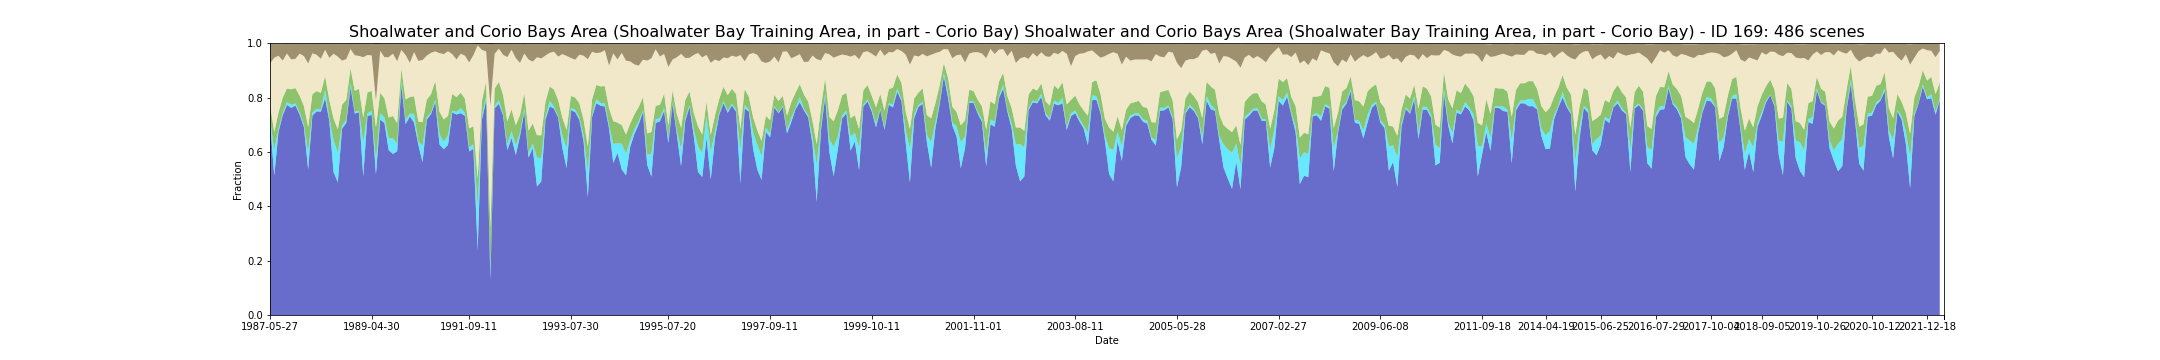 Shoalwater and Corio Bays Area (Shoalwater Bay Training Area, in part - Corio Bay) Shoalwater and Corio Bays Area (Shoalwater Bay Training Area, in part - Corio Bay) - ID 169: 486 scenes
1.0
0.8
0.6
0.4
0.2
0.0
Fraction
1987-05-27 1989-04-30 1991-09-11 1993-07-30 1995-07-20 1997-09-11 1999-10-11 2001-11-01 2003-08-11 2005-05-28 2007-02-27 2009-06-08 2011-09-18 2014-04-19 2015-06-25 2016-07-29 2017-10-04 2018-09-05 2019-10-26 2020-10-12 2021-12-18
Date